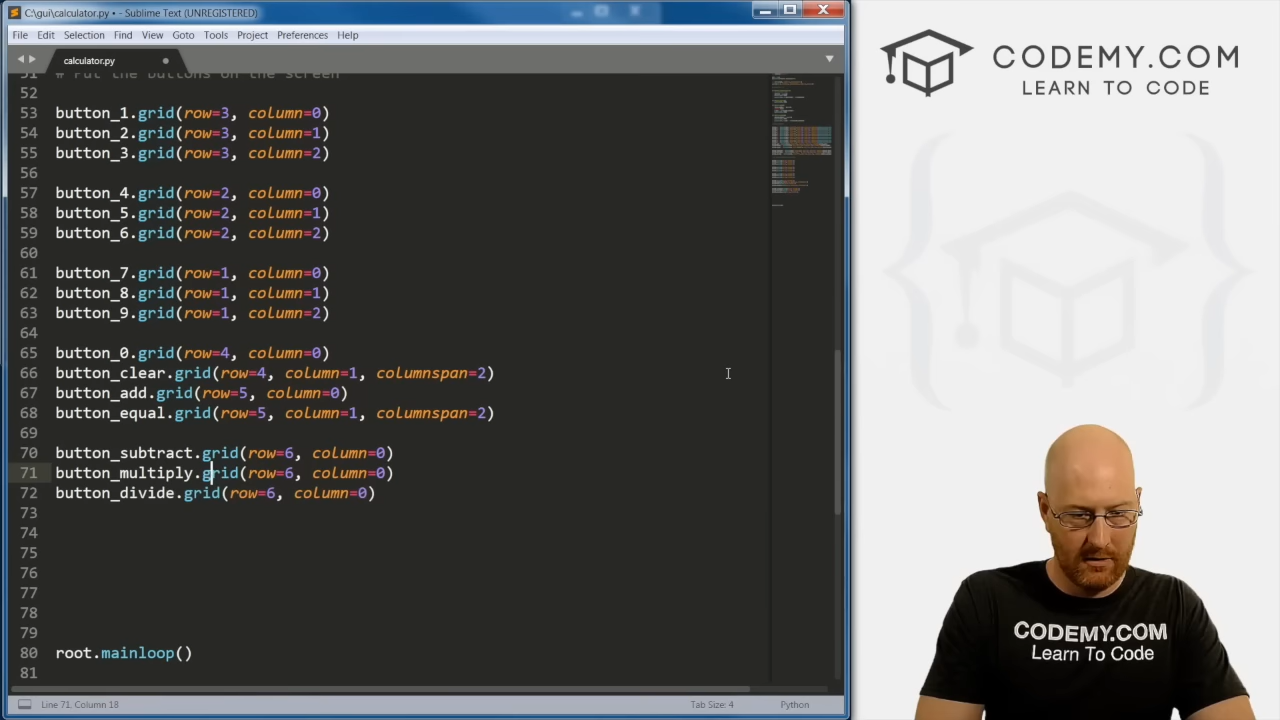 C:\gui\calculator.py • - Sublime Text (UNREGISTERED)
File Edit Selection Find View Goto Tools Project Preferences Help
calculator.py
51 # Put the buttons on the screen
52
53 button_1.grid(row=3, column=0)
54 button_2.grid(row=3, column=1)
55 button_3.grid(row=3, column=2)
56
57 button_4.grid(row=2, column=0)
58 button_5.grid(row=2, column=1)
59 button_6.grid(row=2, column=2)
60
61 button_7.grid(row=1, column=0)
62 button_8.grid(row=1, column=1)
63 button_9.grid(row=1, column=2)
64
65 button_0.grid(row=4, column=0)
66 button_clear.grid(row=4, column=1, columnspan=2)
67 button_add.grid(row=5, column=0)
68 button_equal.grid(row=5, column=1, columnspan=2)
69
70 button_subtract.grid(row=6, column=0)
71 button_multiply.grid(row=6, column=0)
72 button_divide.grid(row=6, column=0)
73
74
75
76
77
78
79
80 root.mainloop()
81
Line 71, Column 18
Tab Size: 4
Python
CODEMY.COM
LEARN TO CODE
CODEMY.COM
Learn To Code